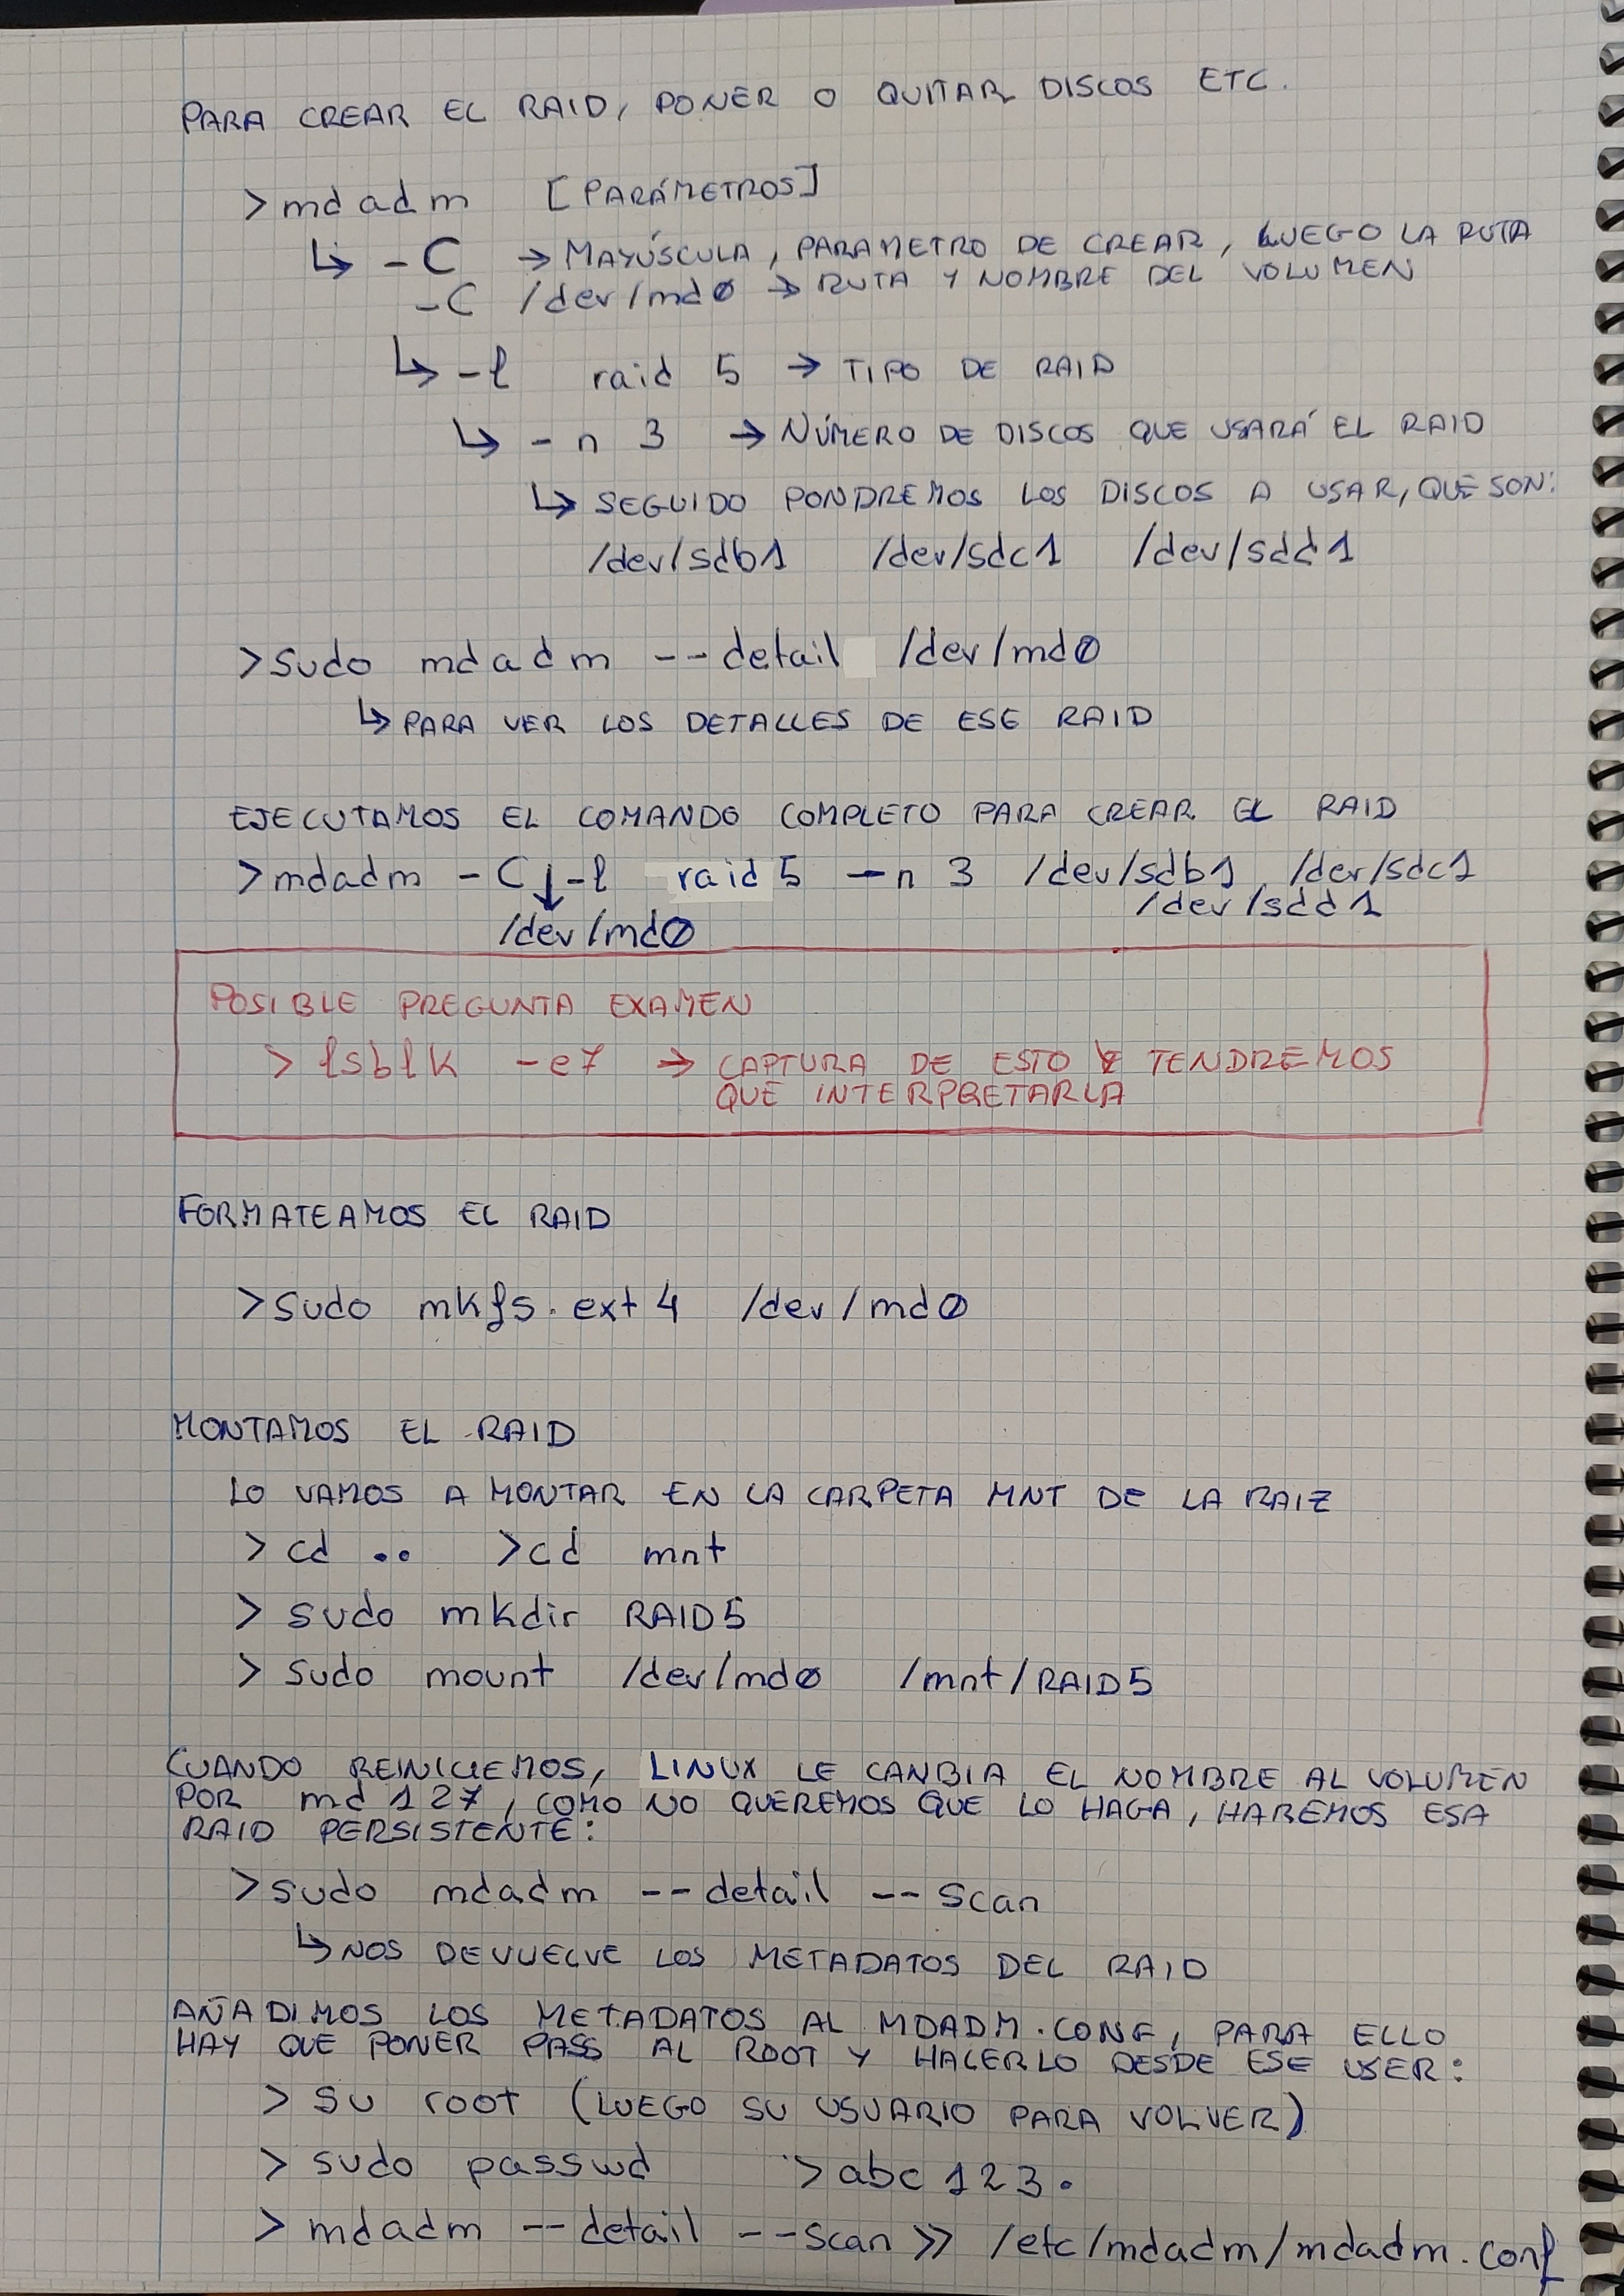 PARA CREAR EL RAID, PONER O QUITAR DISCOS ETC.
> mdadm [PARÁMETROS]
↳ -C → MAYÚSCULA, PARAMETRO DE CREAR, LUEGO LA RUTA
-C /dev/md0 → RUTA Y NOMBRE DEL VOLUMEN
↳ -l raid 5 → TIPO DE RAID
↳ -n 3 → NÚMERO DE DISCOS QUE USARÁ EL RAID
↳ SEGUIDO PONDREMOS LOS DISCOS A USAR, QUE SON:
/dev/sdb1 /dev/sdc1 /dev/sdd1
> sudo mdadm --detail /dev/md0
↳ PARA VER LOS DETALLES DE ESE RAID
EJECUTAMOS EL COMANDO COMPLETO PARA CREAR EL RAID
> mdadm -C ↓ -l raid 5 -n 3 /dev/sdb1 /dev/sdc1
/dev/sdd1
/dev/md0
POSIBLE PREGUNTA EXAMEN
> lsblk -e7 → CAPTURA DE ESTO Y TENDREMOS
QUE INTERPRETARLA
FORMATEAMOS EL RAID
> sudo mkfs.ext4 /dev/md0
MONTAMOS EL RAID
LO VAMOS A MONTAR EN LA CARPETA MNT DE LA RAIZ
> cd .. > cd mnt
> sudo mkdir RAID5
> sudo mount /dev/md0 /mnt/RAID5
CUANDO REINICIEMOS, LINUX LE CANBIA EL NOMBRE AL VOLUMEN
POR md127, COMO NO QUEREMOS QUE LO HAGA, HAREMOS ESA
RAID PERSISTENTE:
> sudo mdadm --detail --scan
↳ NOS DEVUELVE LOS METADATOS DEL RAID
AÑADIMOS LOS METADATOS AL MDADM.CONF, PARA ELLO
HAY QUE PONER PASS AL ROOT Y HACERLO DESDE ESE USER:
> su root (LUEGO SU USUARIO PARA VOLVER)
> sudo passwd > abc123.
> mdadm --detail --scan >> /etc/mdadm/mdadm.conf